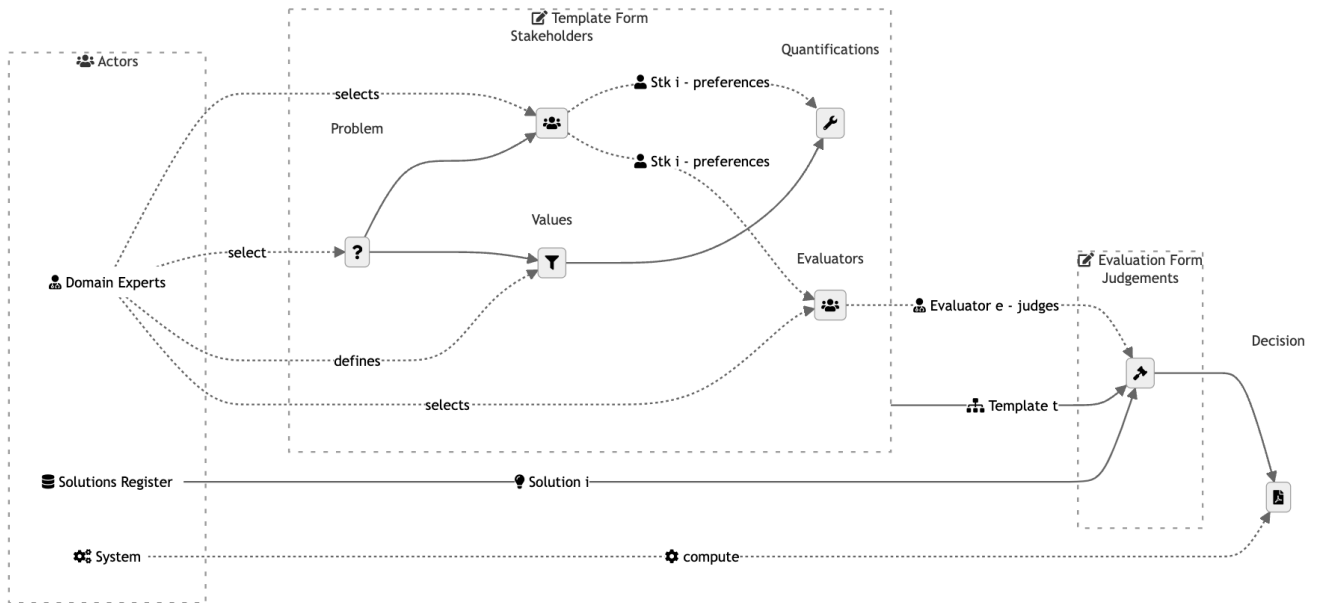 Template Form
Stakeholders
Quantifications
Actors
Stk i - preferences
selects
Problem
Stk i - preferences
Values
select
Evaluators
Evaluation Form
Judgements
Domain Experts
Evaluator e - judges
Decision
defines
selects
Template t
Solutions Register
Solution i
System
compute